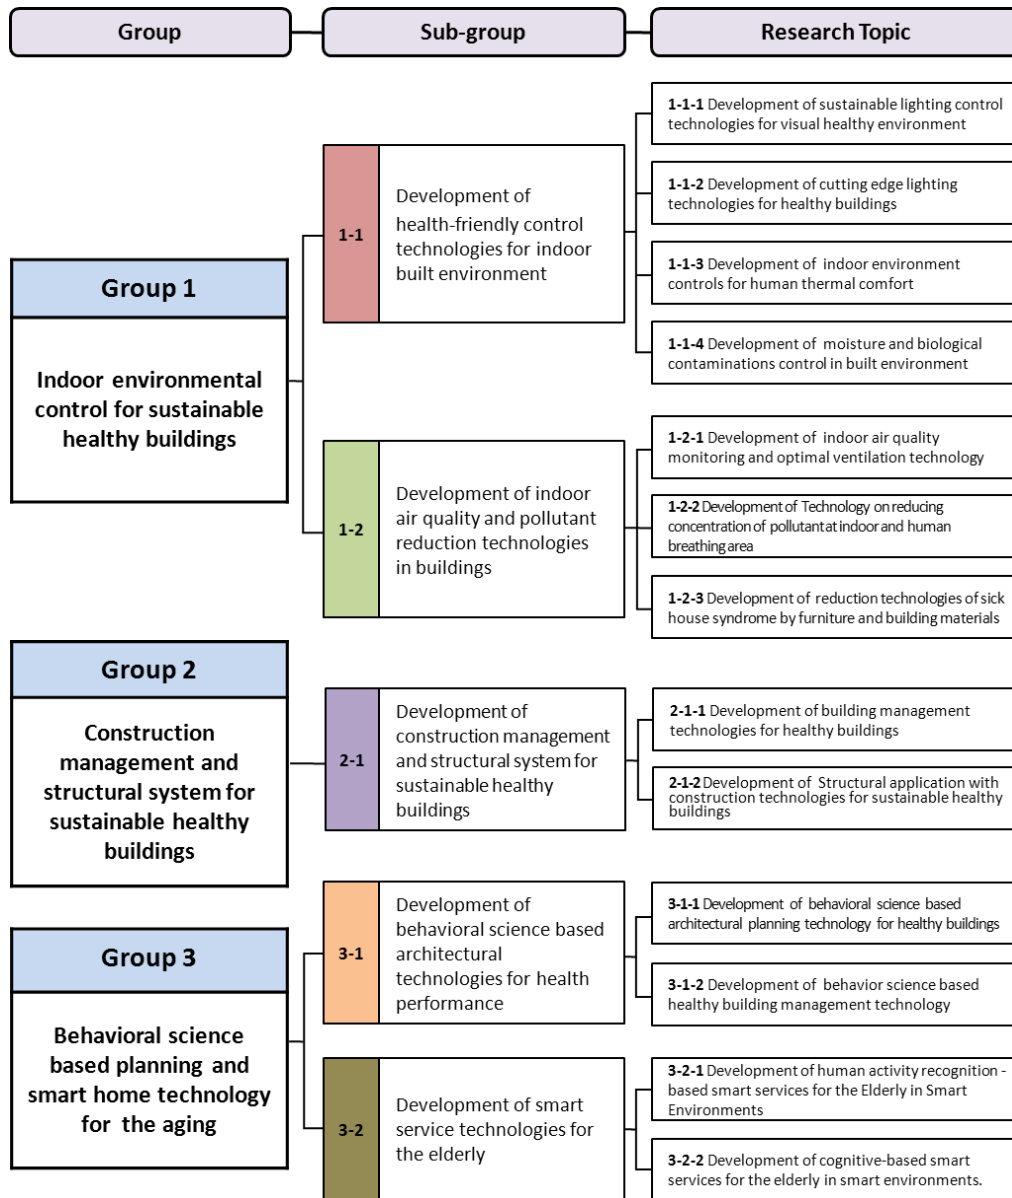 Group
Sub-group
Research Topic
Group 1
Indoor environmental
control for sustainable
healthy buildings
1-1
Development of
health-friendly control
technologies for indoor
built environment
1-1-1 Development of sustainable lighting control
technologies for visual healthy environment
1-1-2 Development of cutting edge lighting
technologies for healthy buildings
1-1-3 Development of indoor environment
controls for human thermal comfort
1-1-4 Development of moisture and biological
contaminations control in built environment
1-2
Development of indoor
air quality and pollutant
reduction technologies
in buildings
1-2-1 Development of indoor air quality
monitoring and optimal ventilation technology
1-2-2 Development of Technology on reducing
concentration of pollutant at indoor and human
breathing area
1-2-3 Development of reduction technologies of sick
house syndrome by furniture and building materials
Group 2
Construction
management and
structural system for
sustainable healthy
buildings
2-1
Development of
construction management
and structural system for
sustainable healthy
buildings
2-1-1 Development of building management
technologies for healthy buildings
2-1-2 Development of Structural application with
construction technologies for sustainable healthy
buildings
Group 3
Behavioral science
based planning and
smart home technology
for the aging
3-1
Development of
behavioral science based
architectural
technologies for health
performance
3-1-1 Development of behavioral science based
architectural planning technology for healthy buildings
3-1-2 Development of behavior science based
healthy building management technology
3-2
Development of smart
service technologies for
the elderly
3-2-1 Development of human activity recognition -
based smart services for the Elderly in Smart
Environments
3-2-2 Development of cognitive-based smart
services for the elderly in smart environments.